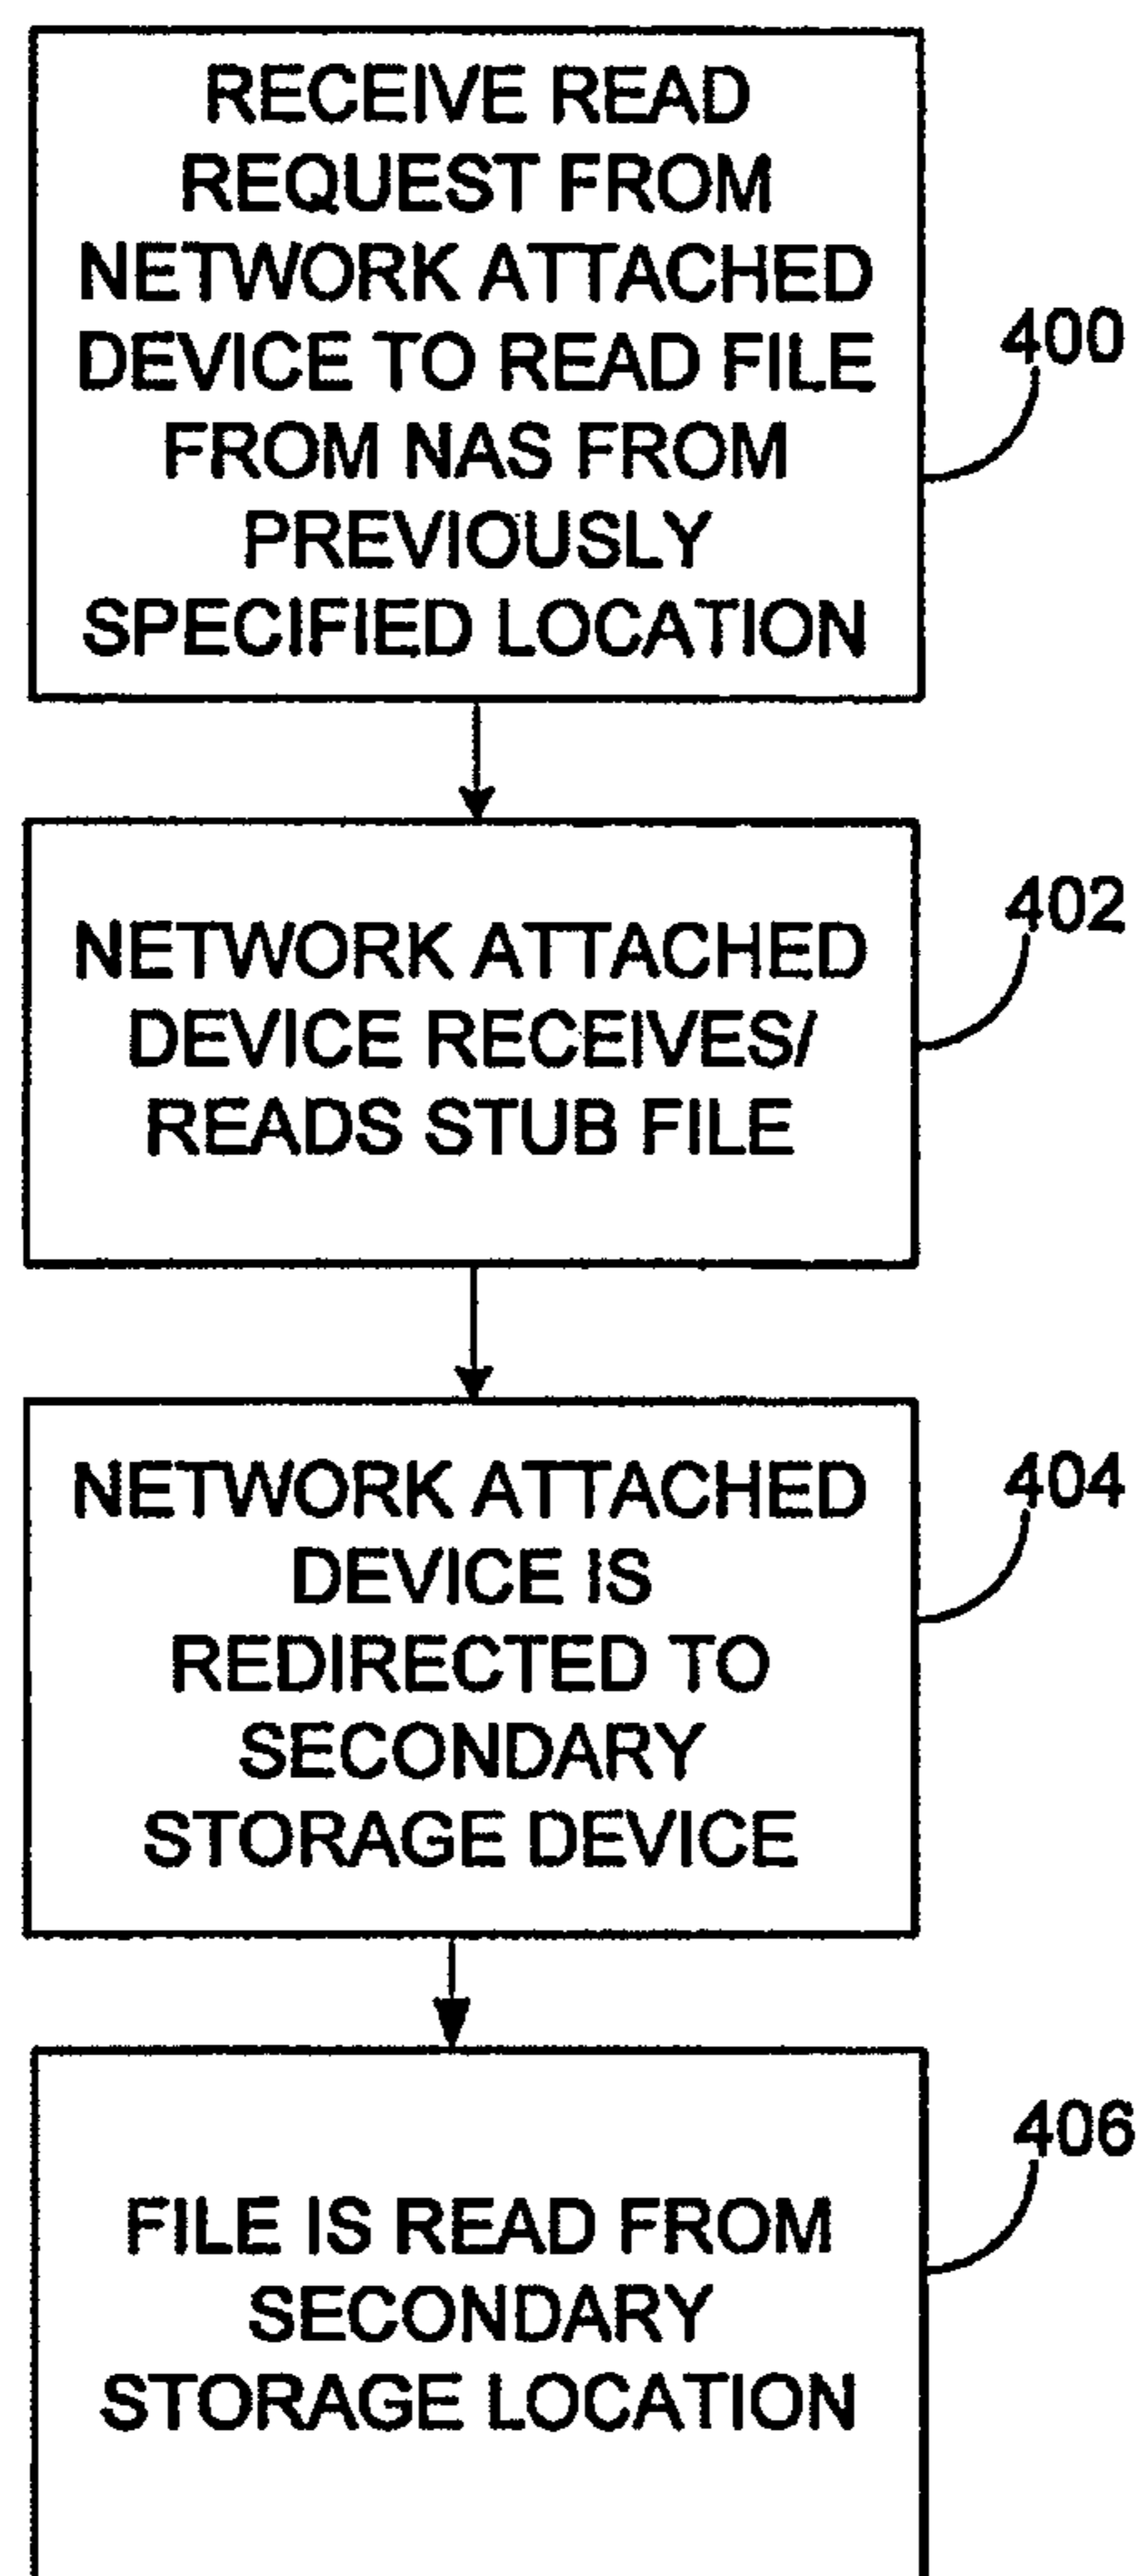 RECEIVE READ
REQUEST FROM
NETWORK ATTACHED
DEVICE TO READ FILE
FROM NAS FROM
PREVIOUSLY
SPECIFIED LOCATION
400
NETWORK ATTACHED
DEVICE RECEIVES/
READS STUB FILE
402
NETWORK ATTACHED
DEVICE IS
REDIRECTED TO
SECONDARY
STORAGE DEVICE
404
FILE IS READ FROM
SECONDARY
STORAGE LOCATION
406